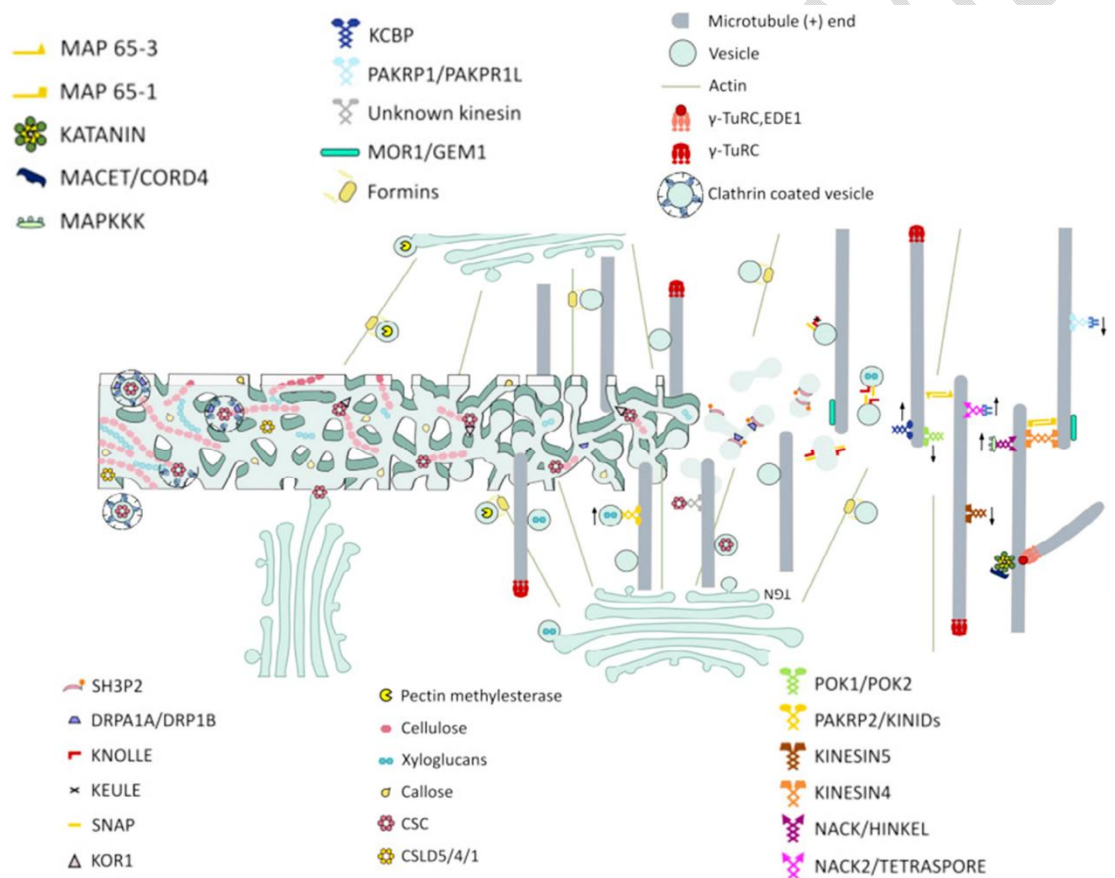 MAP 65-3
MAP 65-1
KATANIN
MACET/CORD4
MAPKKK
KCBP
PAKRP1/PAKPR1L
Unknown kinesin
MOR1/GEM1
Formins
Microtubule (+) end
Vesicle
Actin
γ-TuRC,EDE1
γ-TuRC
Clathrin coated vesicle
TGN
SH3P2
DRPA1A/DRP1B
KNOLLE
KEULE
SNAP
KOR1
Pectin methylesterase
Cellulose
Xyloglucans
Callose
CSC
CSLD5/4/1
POK1/POK2
PAKRP2/KINIDs
KINESIN5
KINESIN4
NACK/HINKEL
NACK2/TETRASPORE